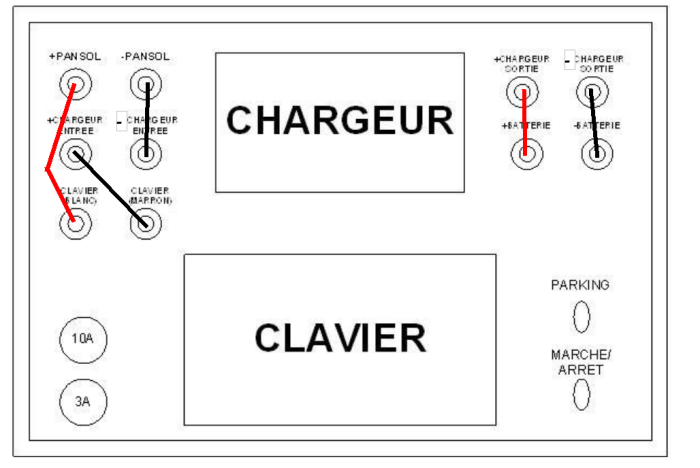 +PANSOL
-PANSOL
+CHARGEUR
SORTIE
- CHARGEUR
SORTIE
+CHARGEUR
ENTREE
- CHARGEUR
ENTREE
CHARGEUR
+BATTERIE
-BATTERIE
CLAVIER
(BLANC)
CLAVIER
(MARRON)
PARKING
10A
CLAVIER
MARCHE/
ARRET
3A